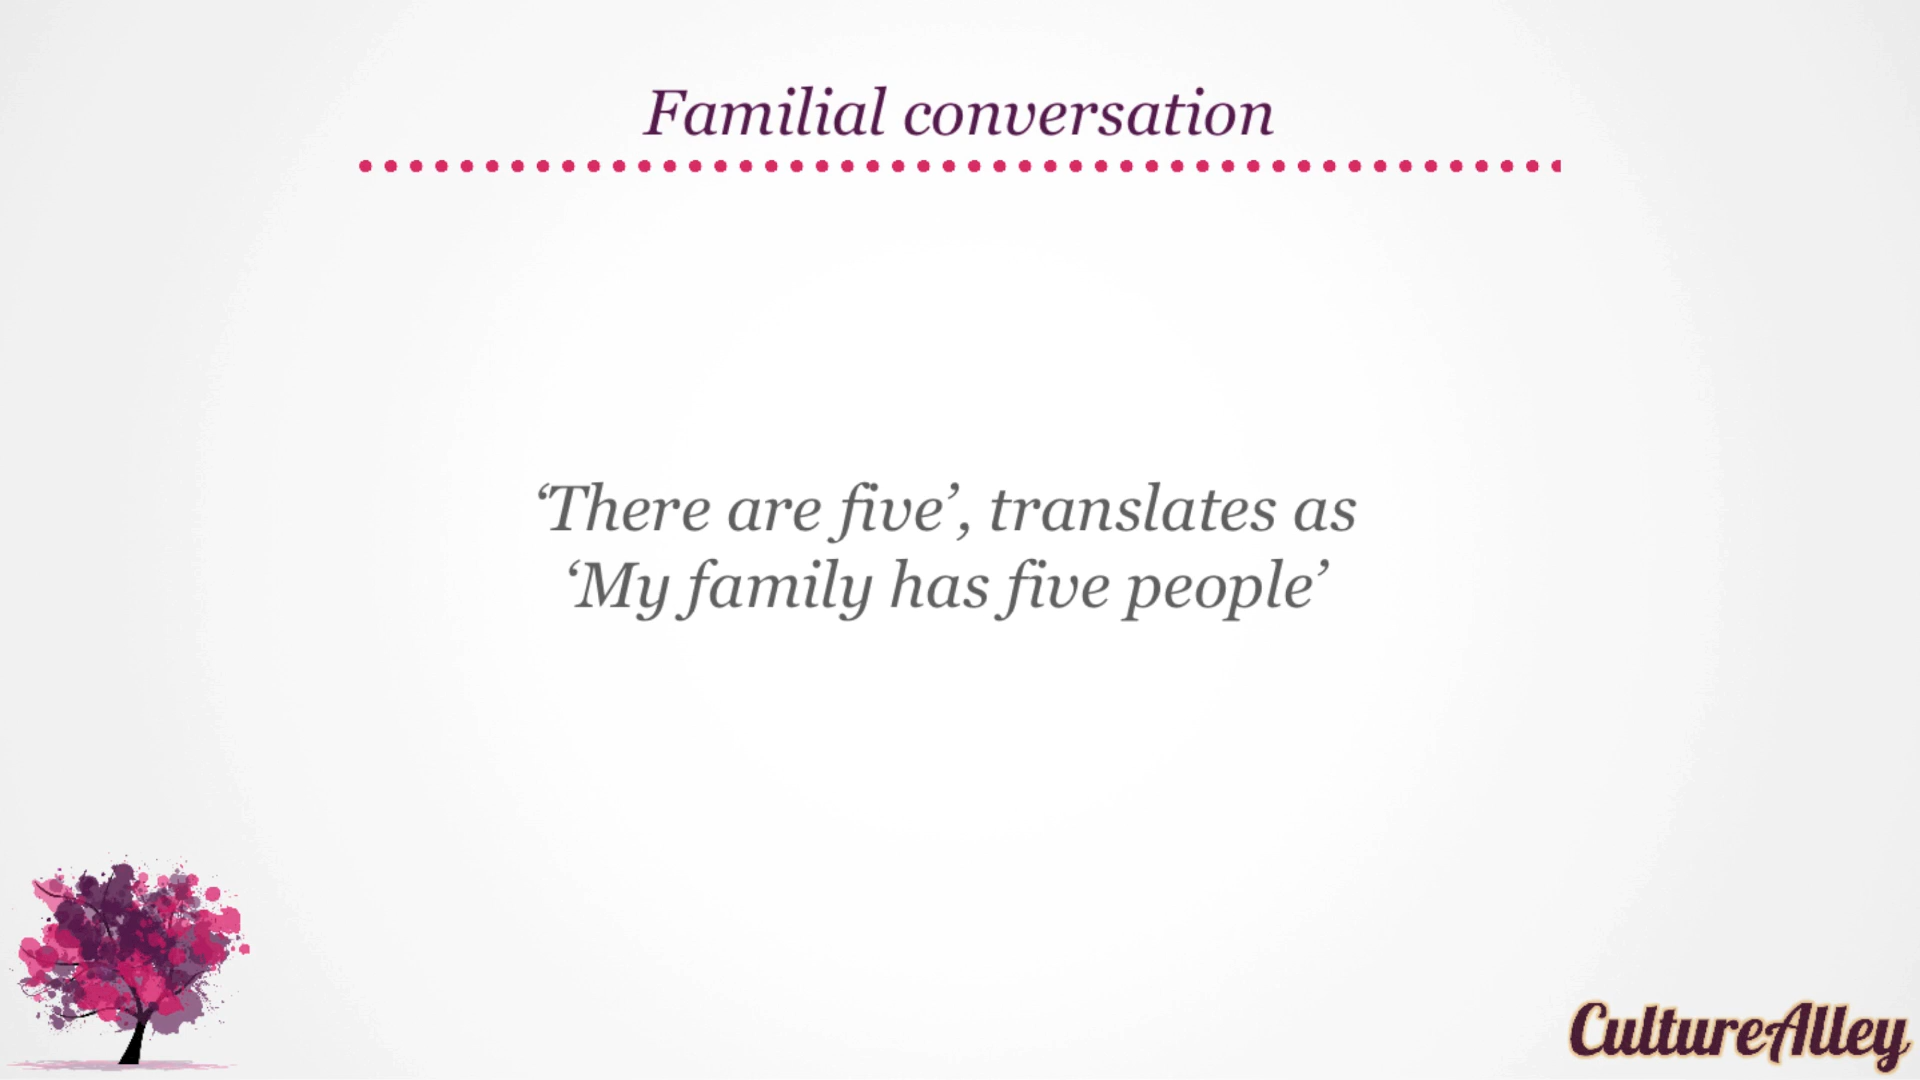 Familial conversation
‘There are five’, translates as
‘My family has five people’
CultureAlley